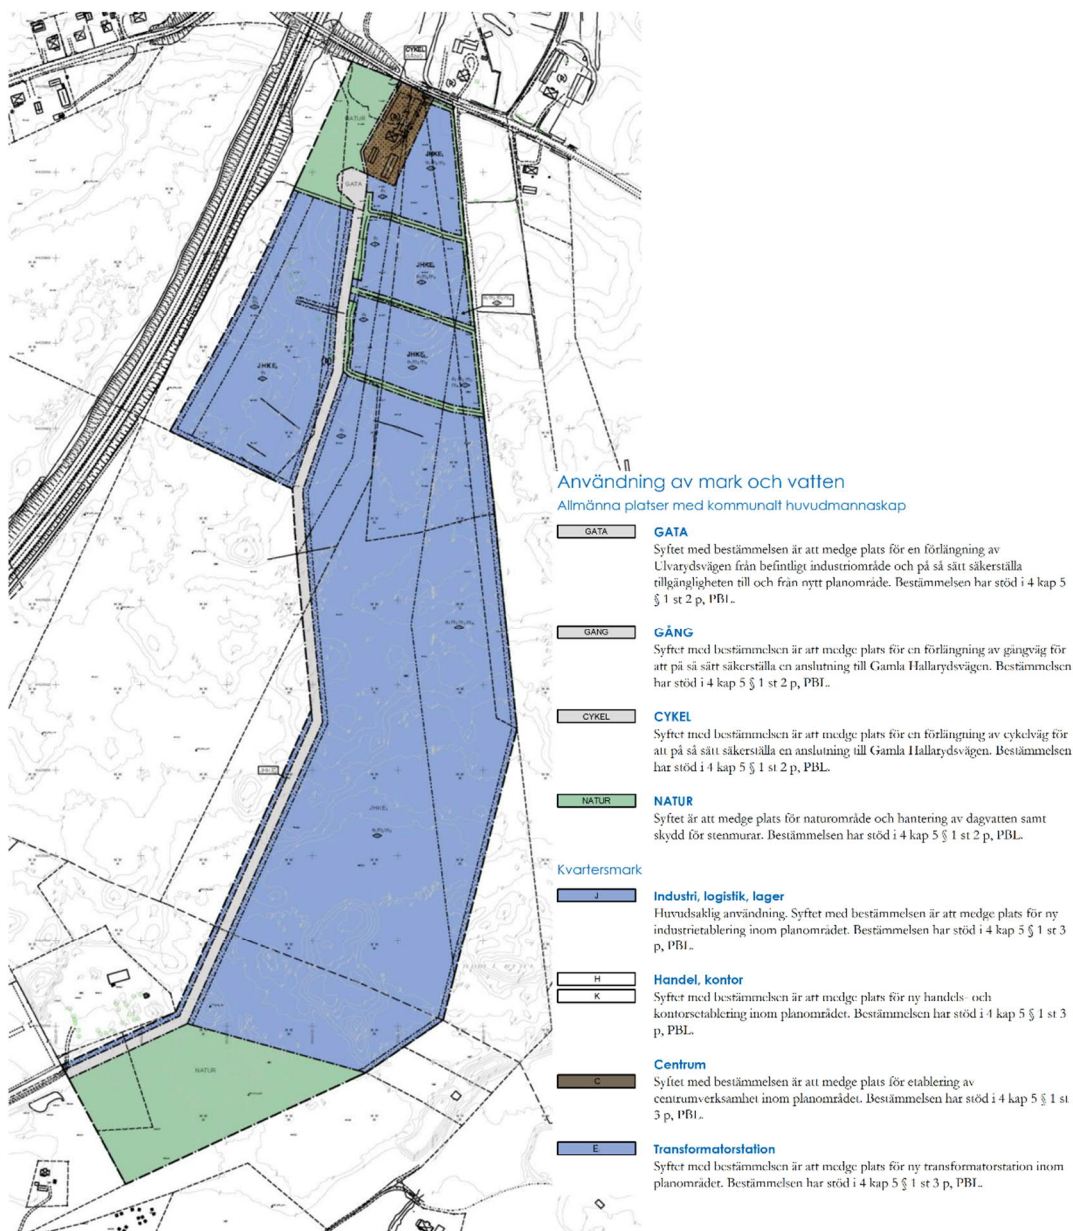 CYKEL
NATUR
JHKE₁
GATA
JHKE₁
JHKE₁
JHKE₁
JHKE₁
NATUR
Användning av mark och vatten
Allmänna platser med kommunalt huvudmannaskap
GATA
GATA
Syftet med bestämmelsen är att medge plats för en förlängning av
Ulvarydsvägen från befintligt industriområde och på så sätt säkerställa
tillgängligheten till och från nytt planområde. Bestämmelsen har stöd i 4 kap 5
§ 1 st 2 p, PBL.
GÅNG
GÅNG
Syftet med bestämmelsen är att medge plats för en förlängning av gångväg för
att på så sätt säkerställa en anslutning till Gamla Hallarydsvägen. Bestämmelsen
har stöd i 4 kap 5 § 1 st 2 p, PBL.
CYKEL
CYKEL
Syftet med bestämmelsen är att medge plats för en förlängning av cykelväg för
att på så sätt säkerställa en anslutning till Gamla Hallarydsvägen. Bestämmelsen
har stöd i 4 kap 5 § 1 st 2 p, PBL.
NATUR
NATUR
Syftet är att medge plats för naturområde och hantering av dagvatten samt
skydd för stenmurar. Bestämmelsen har stöd i 4 kap 5 § 1 st 2 p, PBL.
Kvartersmark
J
Industri, logistik, lager
Huvudsaklig användning. Syftet med bestämmelsen är att medge plats för ny
industrietablering inom planområdet. Bestämmelsen har stöd i 4 kap 5 § 1 st 3
p, PBL.
H
Handel, kontor
K
Syftet med bestämmelsen är att medge plats för ny handels- och
kontorsetablering inom planområdet. Bestämmelsen har stöd i 4 kap 5 § 1 st 3
p, PBL.
Centrum
C
Syftet med bestämmelsen är att medge plats för etablering av
centrumverksamhet inom planområdet. Bestämmelsen har stöd i 4 kap 5 § 1 st
3 p, PBL.
E
Transformatorstation
Syftet med bestämmelsen är att medge plats för ny transformatorstation inom
planområdet. Bestämmelsen har stöd i 4 kap 5 § 1 st 3 p, PBL.